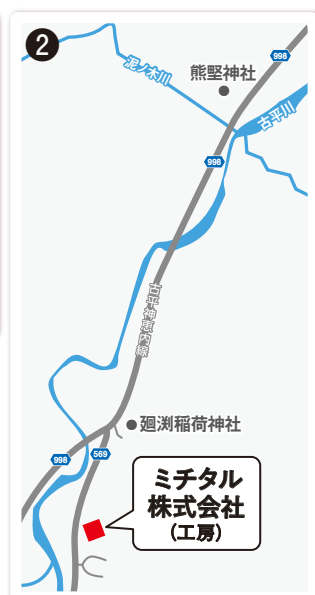 2
998
泥ノ木川
熊堅神社
古平川
998
古平神恵内線
廻渕稲荷神社
569
998
ミチタル
株式会社
(工房)